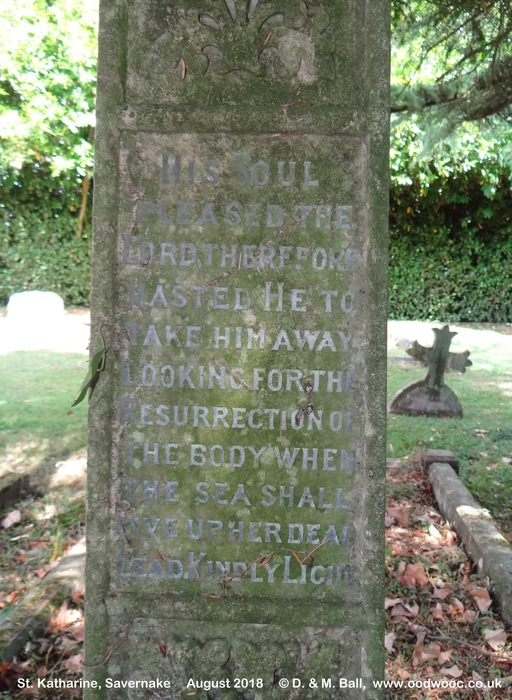 HIS SOUL
PLEASED THE
LORD, THEREFORE
HASTED HE TO
TAKE HIM AWAY
LOOKING FOR THE
RESURRECTION OF
THE BODY WHEN
THE SEA SHALL
GIVE UP HER DEAD
LEAD, KINDLY LIGHT
St. Katharine, Savernake August 2018 © D. & M. Ball, www.oodwooc.co.uk